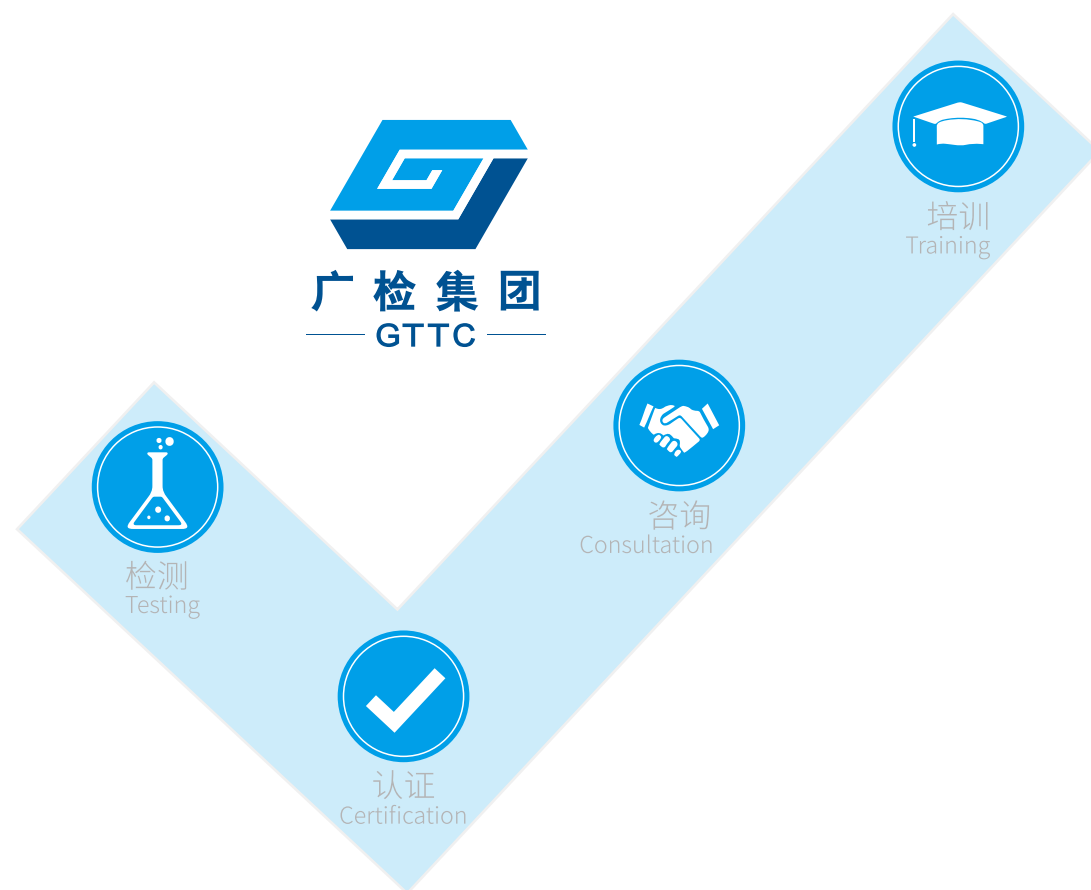 广检集团
GTTC
培训
Training
咨询
Consultation
检测
Testing
认证
Certification